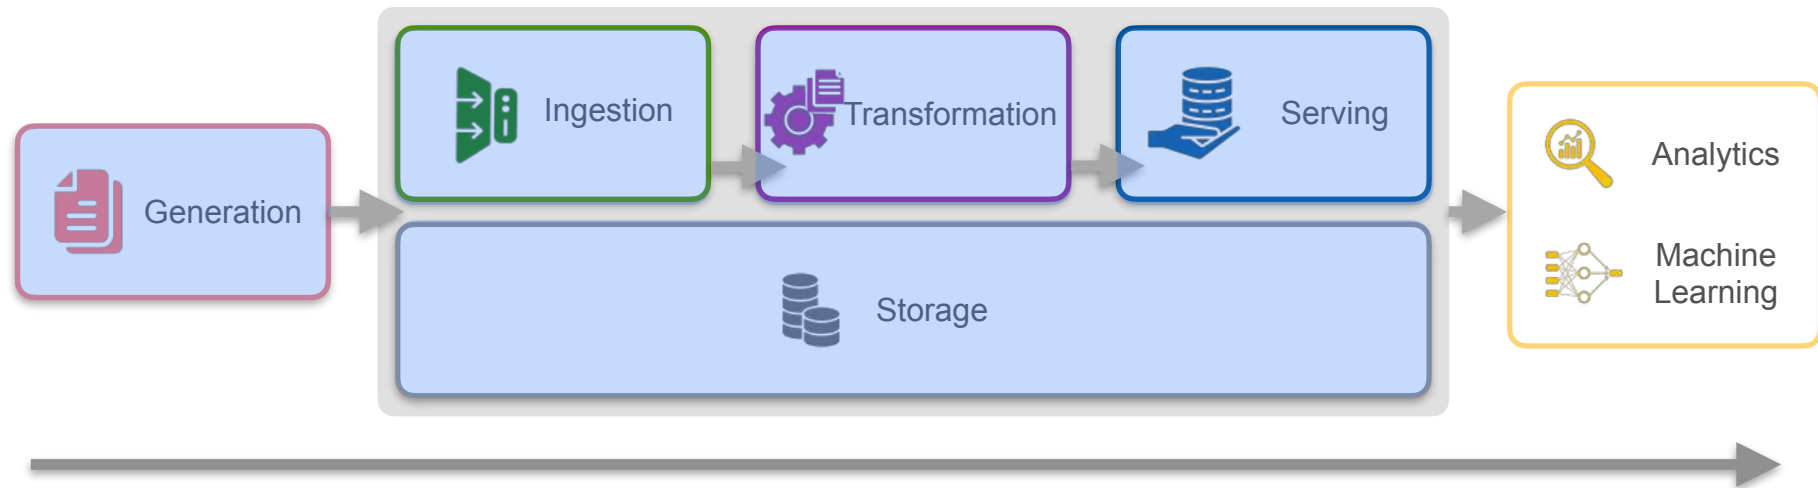 Generation
Ingestion
Transformation
Serving
Storage
Analytics
Machine
Learning